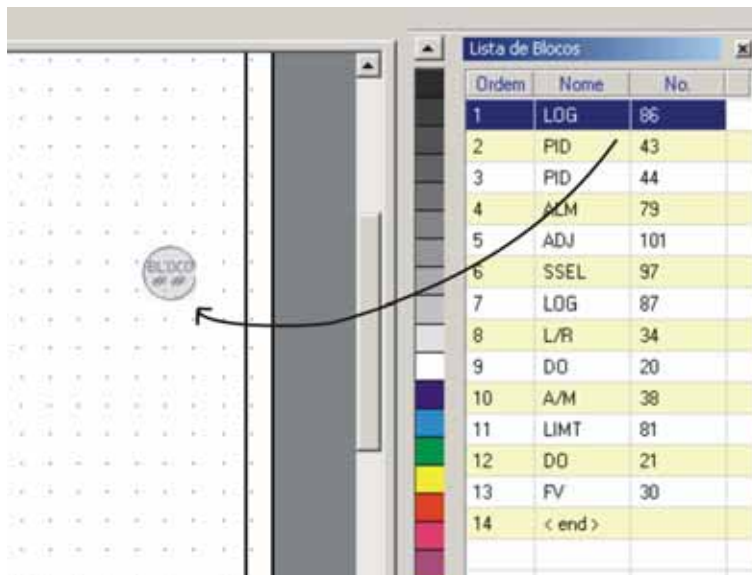 Lista de Blocos
Ordem Nome No.
1 LOG 86
2 PID 43
3 PID 44
4 ALM 79
5 ADJ 101
6 SSEL 97
7 LOG 87
8 L/R 34
9 DO 20
10 A/M 38
11 LIMT 81
12 DO 21
13 FV 30
14 < end >
BLOCO
## ##